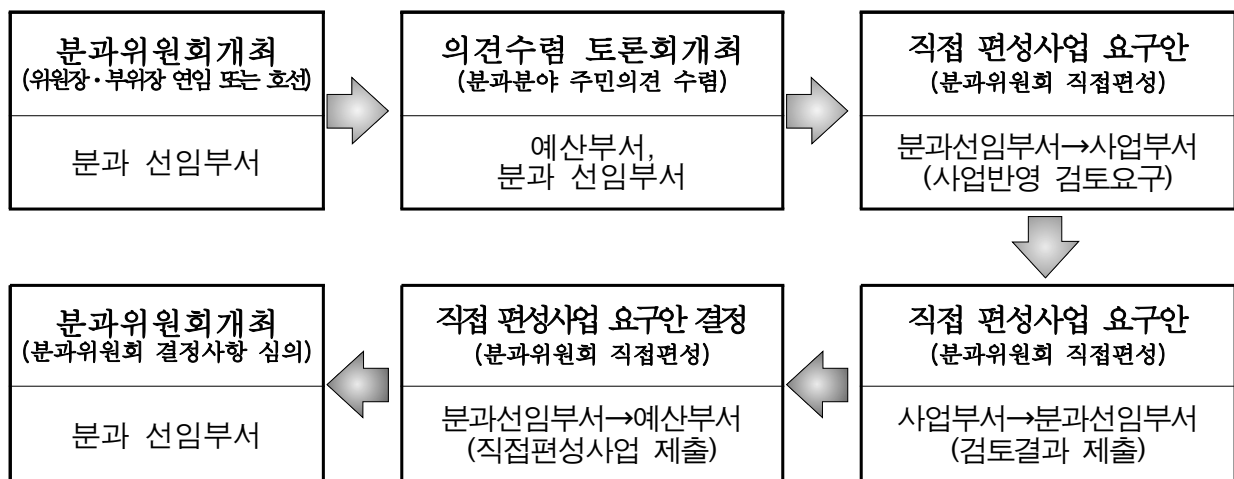 분과위원회개최
(위원장·부위장 연임 또는 호선)
분과 선임부서
의견수렴 토론회개최
(분과분야 주민의견 수렴)
예산부서,
분과 선임부서
직접 편성사업 요구안
(분과위원회 직접편성)
분과선임부서→사업부서
(사업반영 검토요구)
직접 편성사업 요구안
(분과위원회 직접편성)
사업부서→분과선임부서
(검토결과 제출)
직접 편성사업 요구안 결정
(분과위원회 직접편성)
분과선임부서→예산부서
(직접편성사업 제출)
분과위원회개최
(분과위원회 결정사항 심의)
분과 선임부서